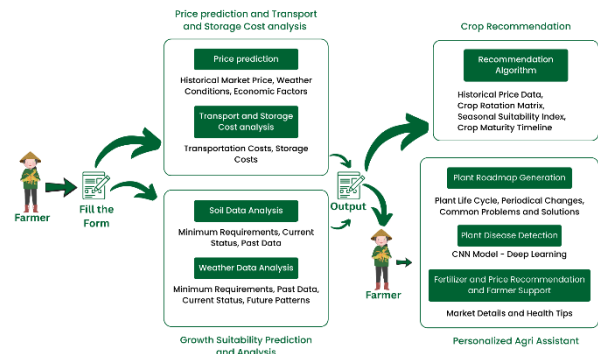 Price prediction and Transport
and Storage Cost analysis
Price prediction
Historical Market Price, Weather
Conditions, Economic Factors
Transport and Storage
Cost analysis
Transportation Costs, Storage
Costs
Farmer
Fill the
Form
Soil Data Analysis
Minimum Requirements, Current
Status, Past Data
Weather Data Analysis
Minimum Requirements, Past Data,
Current Status, Future Patterns
Growth Suitability Prediction
and Analysis
Output
Crop Recommendation
Recommendation
Algorithm
Historical Price Data,
Crop Rotation Matrix,
Seasonal Suitability Index,
Crop Maturity Timeline
Farmer
Plant Roadmap Generation
Plant Life Cycle, Periodical Changes,
Common Problems and Solutions
Plant Disease Detection
CNN Model - Deep Learning
Fertilizer and Price Recommendation
and Farmer Support
Market Details and Health Tips
Personalized Agri Assistant